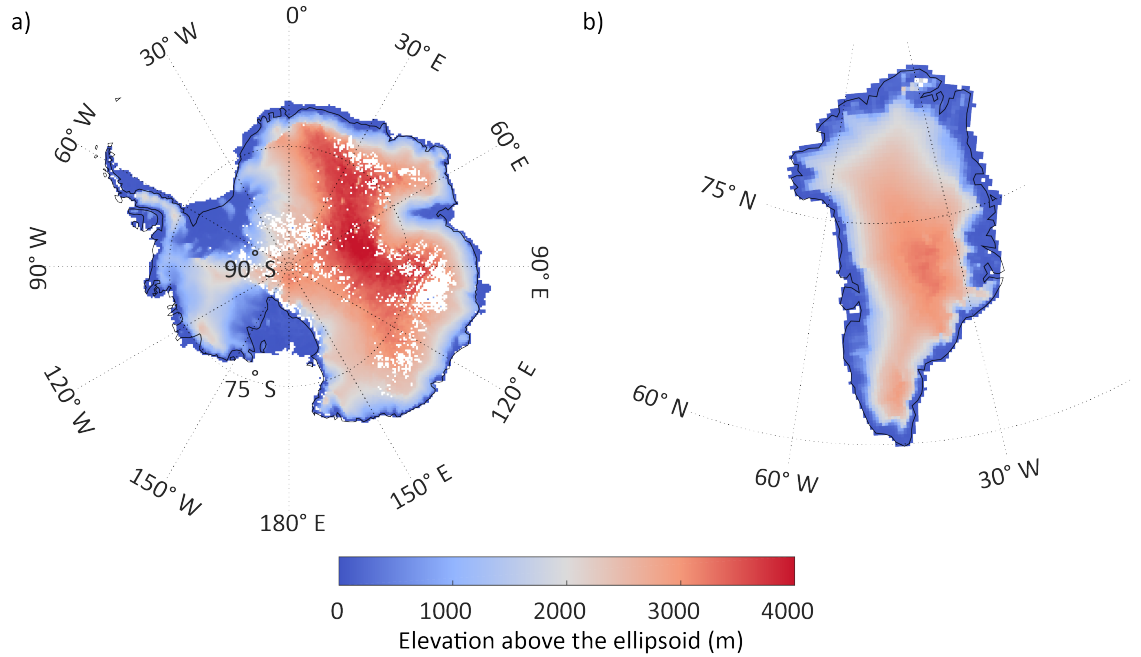 a)
0°
30° W
30° E
60° W
60° E
90° W
90° S
90° E
120° W
75° S
120° E
150° W
150° E
180° E
b)
75° N
60° N
60° W
30° W
0
1000
2000
3000
4000
Elevation above the ellipsoid (m)